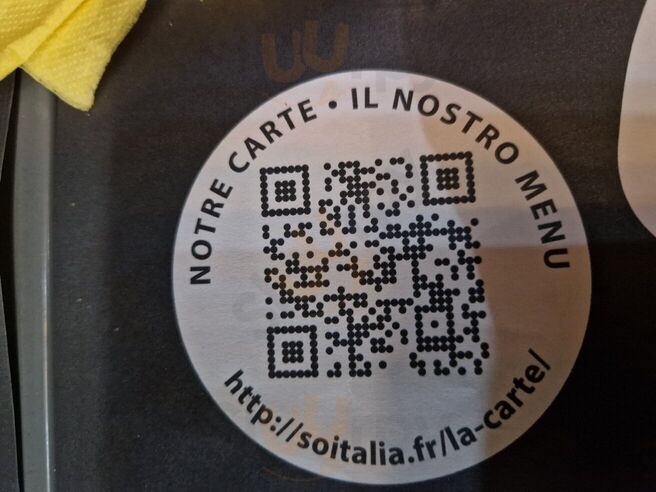 NOTRE CARTE • IL NOSTRO MENU
http://soitalia.fr/la-carte/